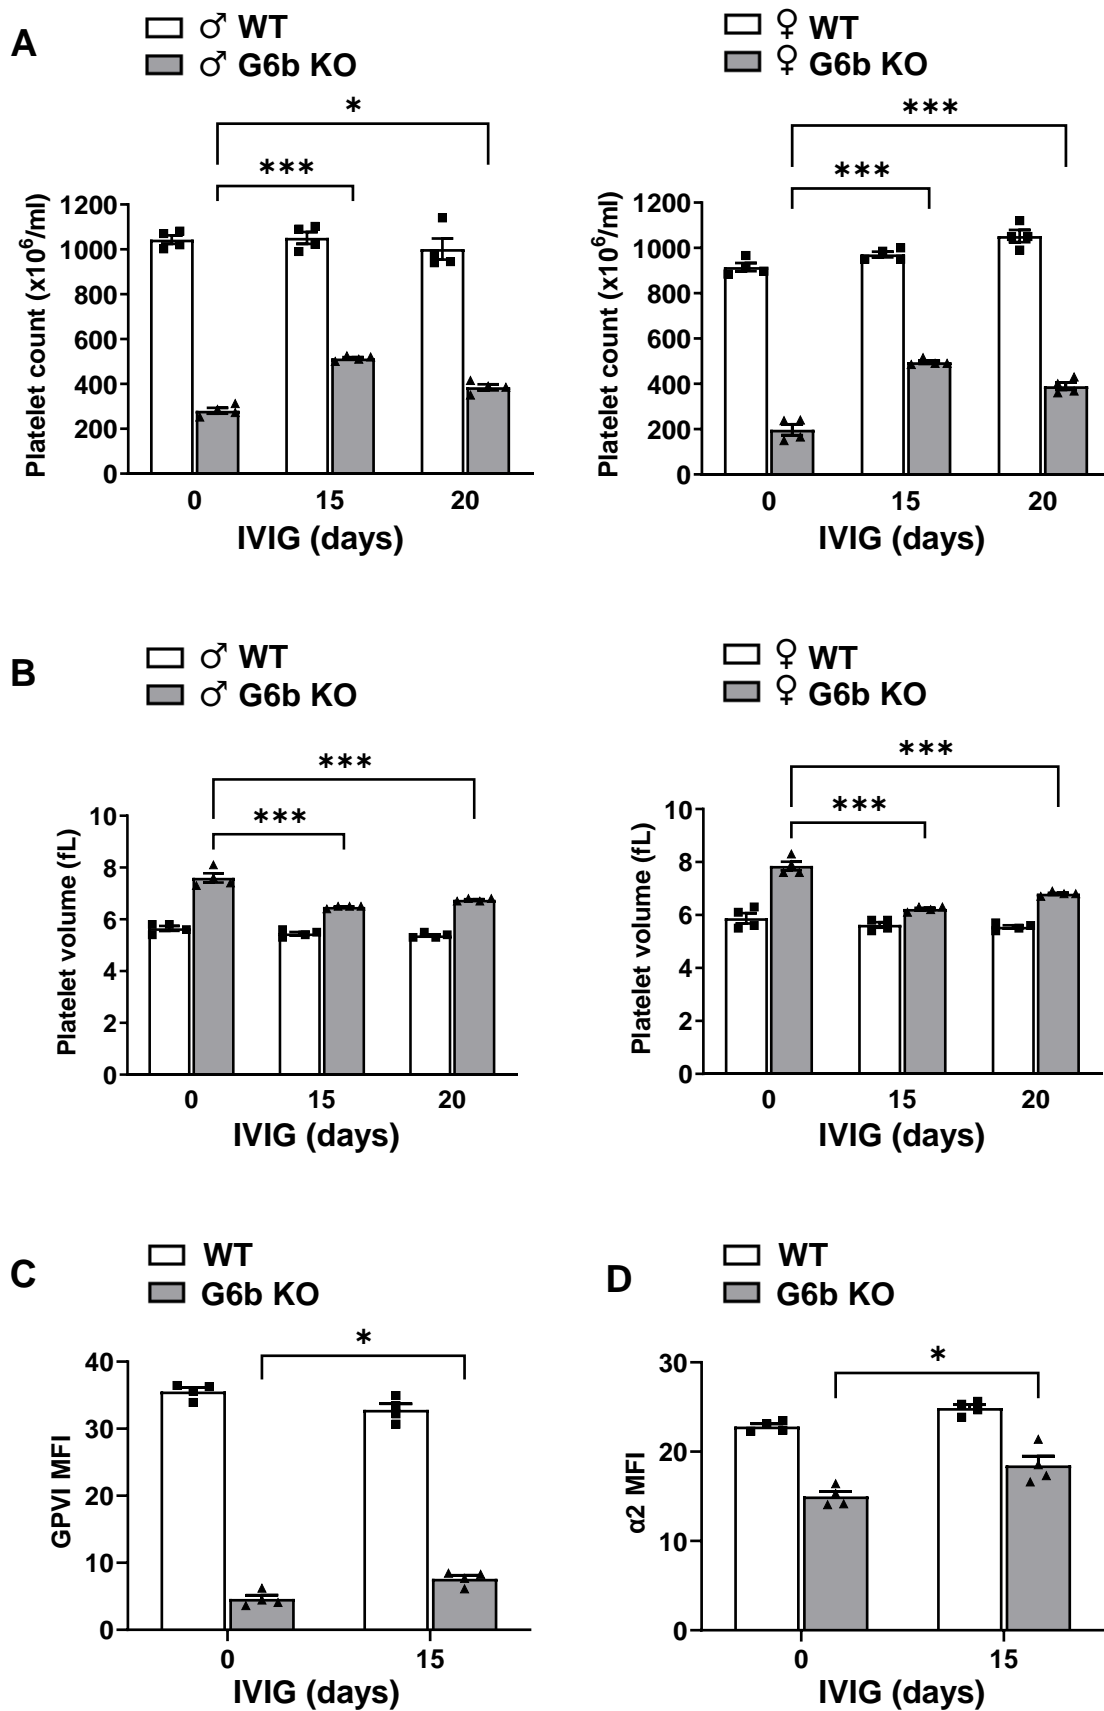 A
♂ WT
♂ G6b KO
*
***
Platelet count (x10⁶/ml)
1200
1000
800
600
400
200
0
0 15 20
IVIG (days)
♀ WT
♀ G6b KO
***
***
Platelet count (x10⁶/ml)
1200
1000
800
600
400
200
0
0 15 20
IVIG (days)
B
♂ WT
♂ G6b KO
***
***
Platelet volume (fL)
10
8
6
4
2
0
0 15 20
IVIG (days)
♀ WT
♀ G6b KO
***
***
Platelet volume (fL)
10
8
6
4
2
0
0 15 20
IVIG (days)
C
WT
G6b KO
*
GPVI MFI
40
30
20
10
0
0 15
IVIG (days)
D
WT
G6b KO
*
α2 MFI
30
20
10
0
0 15
IVIG (days)